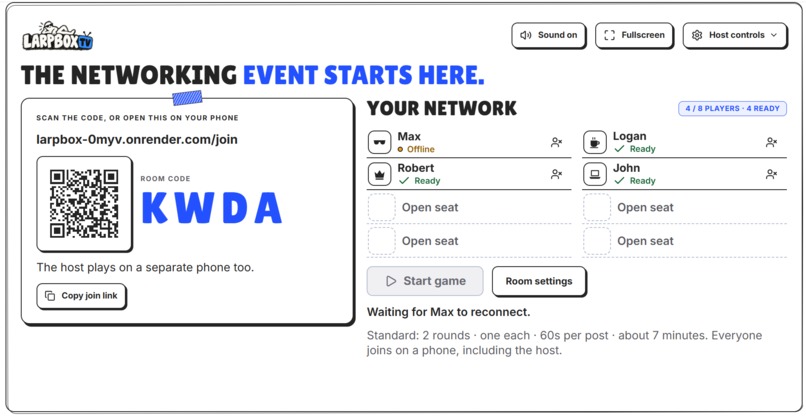 LARPBOX TV
Sound on
Fullscreen
Host controls
THE NETWORKING EVENT STARTS HERE.
SCAN THE CODE, OR OPEN THIS ON YOUR PHONE
larpbox-0myv.onrender.com/join
ROOM CODE
KWDA
The host plays on a separate phone too.
Copy join link
YOUR NETWORK
4 / 8 PLAYERS · 4 READY
Max
Offline
Logan
Ready
Robert
Ready
John
Ready
Open seat
Open seat
Open seat
Open seat
Start game
Room settings
Waiting for Max to reconnect.
Standard: 2 rounds · one each · 60s per post · about 7 minutes. Everyone
joins on a phone, including the host.